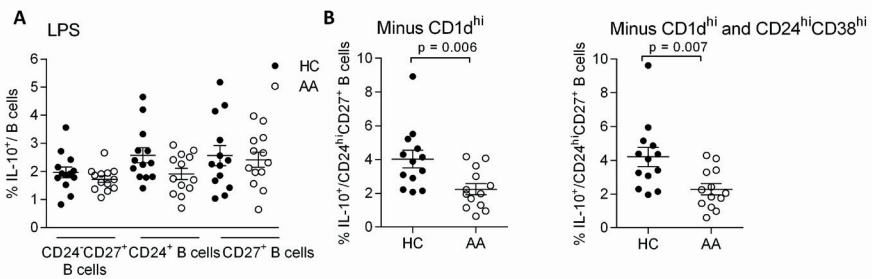 A
LPS
% IL-10⁺/ B cells
6
5
4
3
2
1
0
HC
AA
CD24⁻CD27⁺
B cells
CD24⁺ B cells
CD27⁺ B cells
B
Minus CD1dʰⁱ
p = 0.006
% IL-10⁺/CD24ʰⁱCD27⁺ B cells
10
8
6
4
2
0
HC
AA
Minus CD1dʰⁱ and CD24ʰⁱCD38ʰⁱ
p = 0.007
% IL-10⁺/CD24ʰⁱCD27⁺ B cells
10
8
6
4
2
0
HC
AA